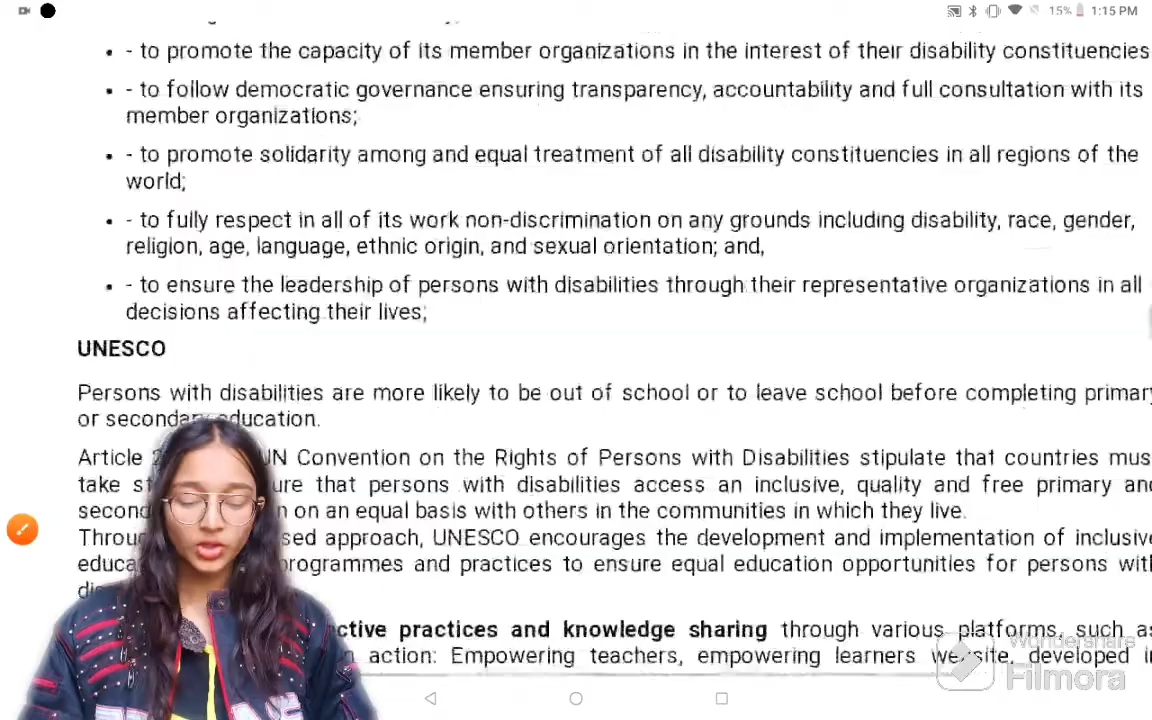 15% 1:15 PM
- to promote the capacity of its member organizations in the interest of their disability constituencies
- to follow democratic governance ensuring transparency, accountability and full consultation with its
member organizations;
- to promote solidarity among and equal treatment of all disability constituencies in all regions of the
world;
- to fully respect in all of its work non-discrimination on any grounds including disability, race, gender,
religion, age, language, ethnic origin, and sexual orientation; and,
- to ensure the leadership of persons with disabilities through their representative organizations in all
decisions affecting their lives;
UNESCO
Persons with disabilities are more likely to be out of school or to leave school before completing primary
or secondary education.
Article UN Convention on the Rights of Persons with Disabilities stipulate that countries mus
take that persons with disabilities access an inclusive, quality and free primary an
on an equal basis with others in the communities in which they live.
approach, UNESCO encourages the development and implementation of inclusive
programmes and practices to ensure equal education opportunities for persons wit
ctive practices and knowledge sharing through various platforms, such as
action: Empowering teachers, empowering learners website, developed i
Wondershare
Filmora